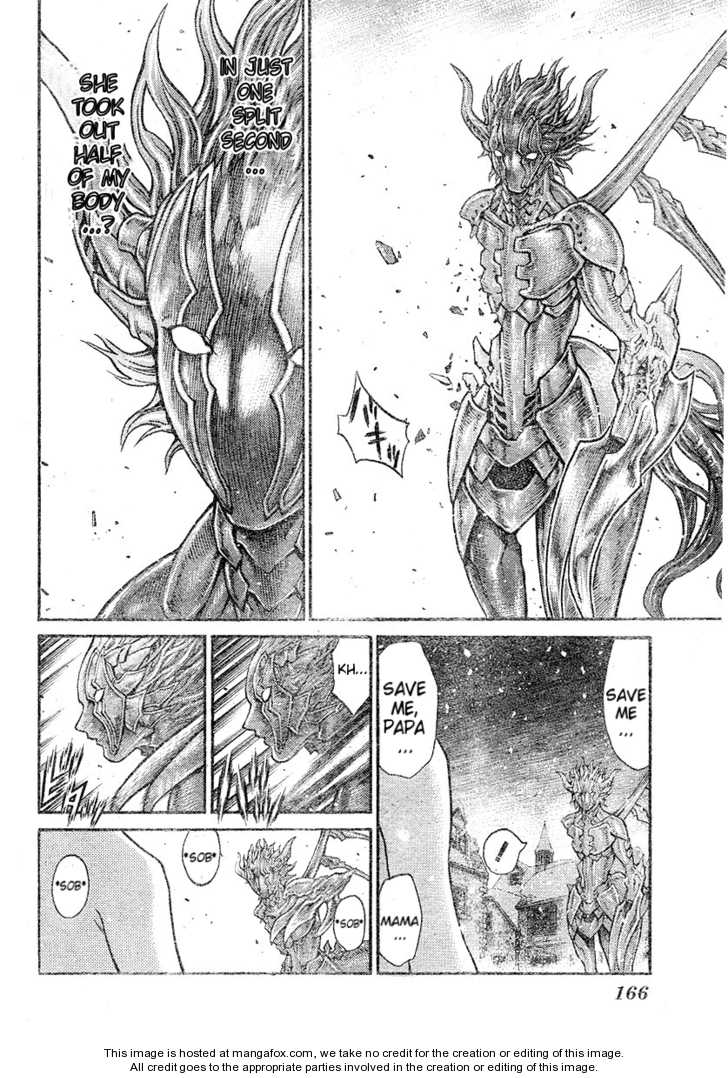 IN JUST
ONE
SPLIT
SECOND
...
SHE
TOOK
OUT
HALF
OF MY
BODY
...?
SAVE
ME
...
SAVE
ME,
PAPA
...
!
MAMA
...
KH...
*SOB*
*SOB*
*SOB*
166
This image is hosted at mangafox.com, we take no credit for the creation or editing of this image.
All credit goes to the appropriate parties involved in the creation or editing of this image.